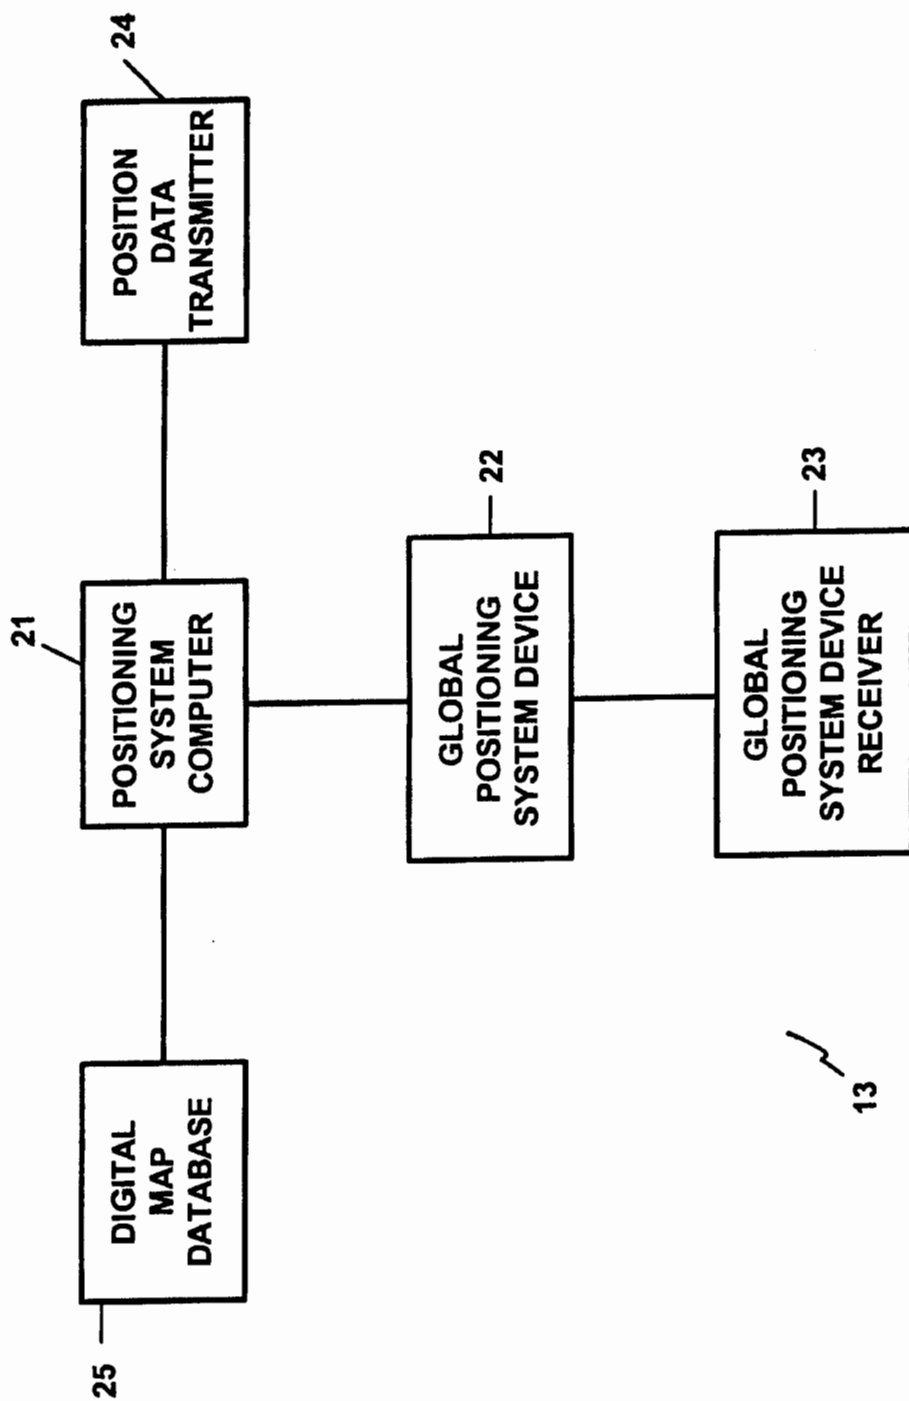 25
DIGITAL
MAP
DATABASE
21
POSITIONING
SYSTEM
COMPUTER
24
POSITION
DATA
TRANSMITTER
22
GLOBAL
POSITIONING
SYSTEM DEVICE
23
GLOBAL
POSITIONING
SYSTEM DEVICE
RECEIVER
13